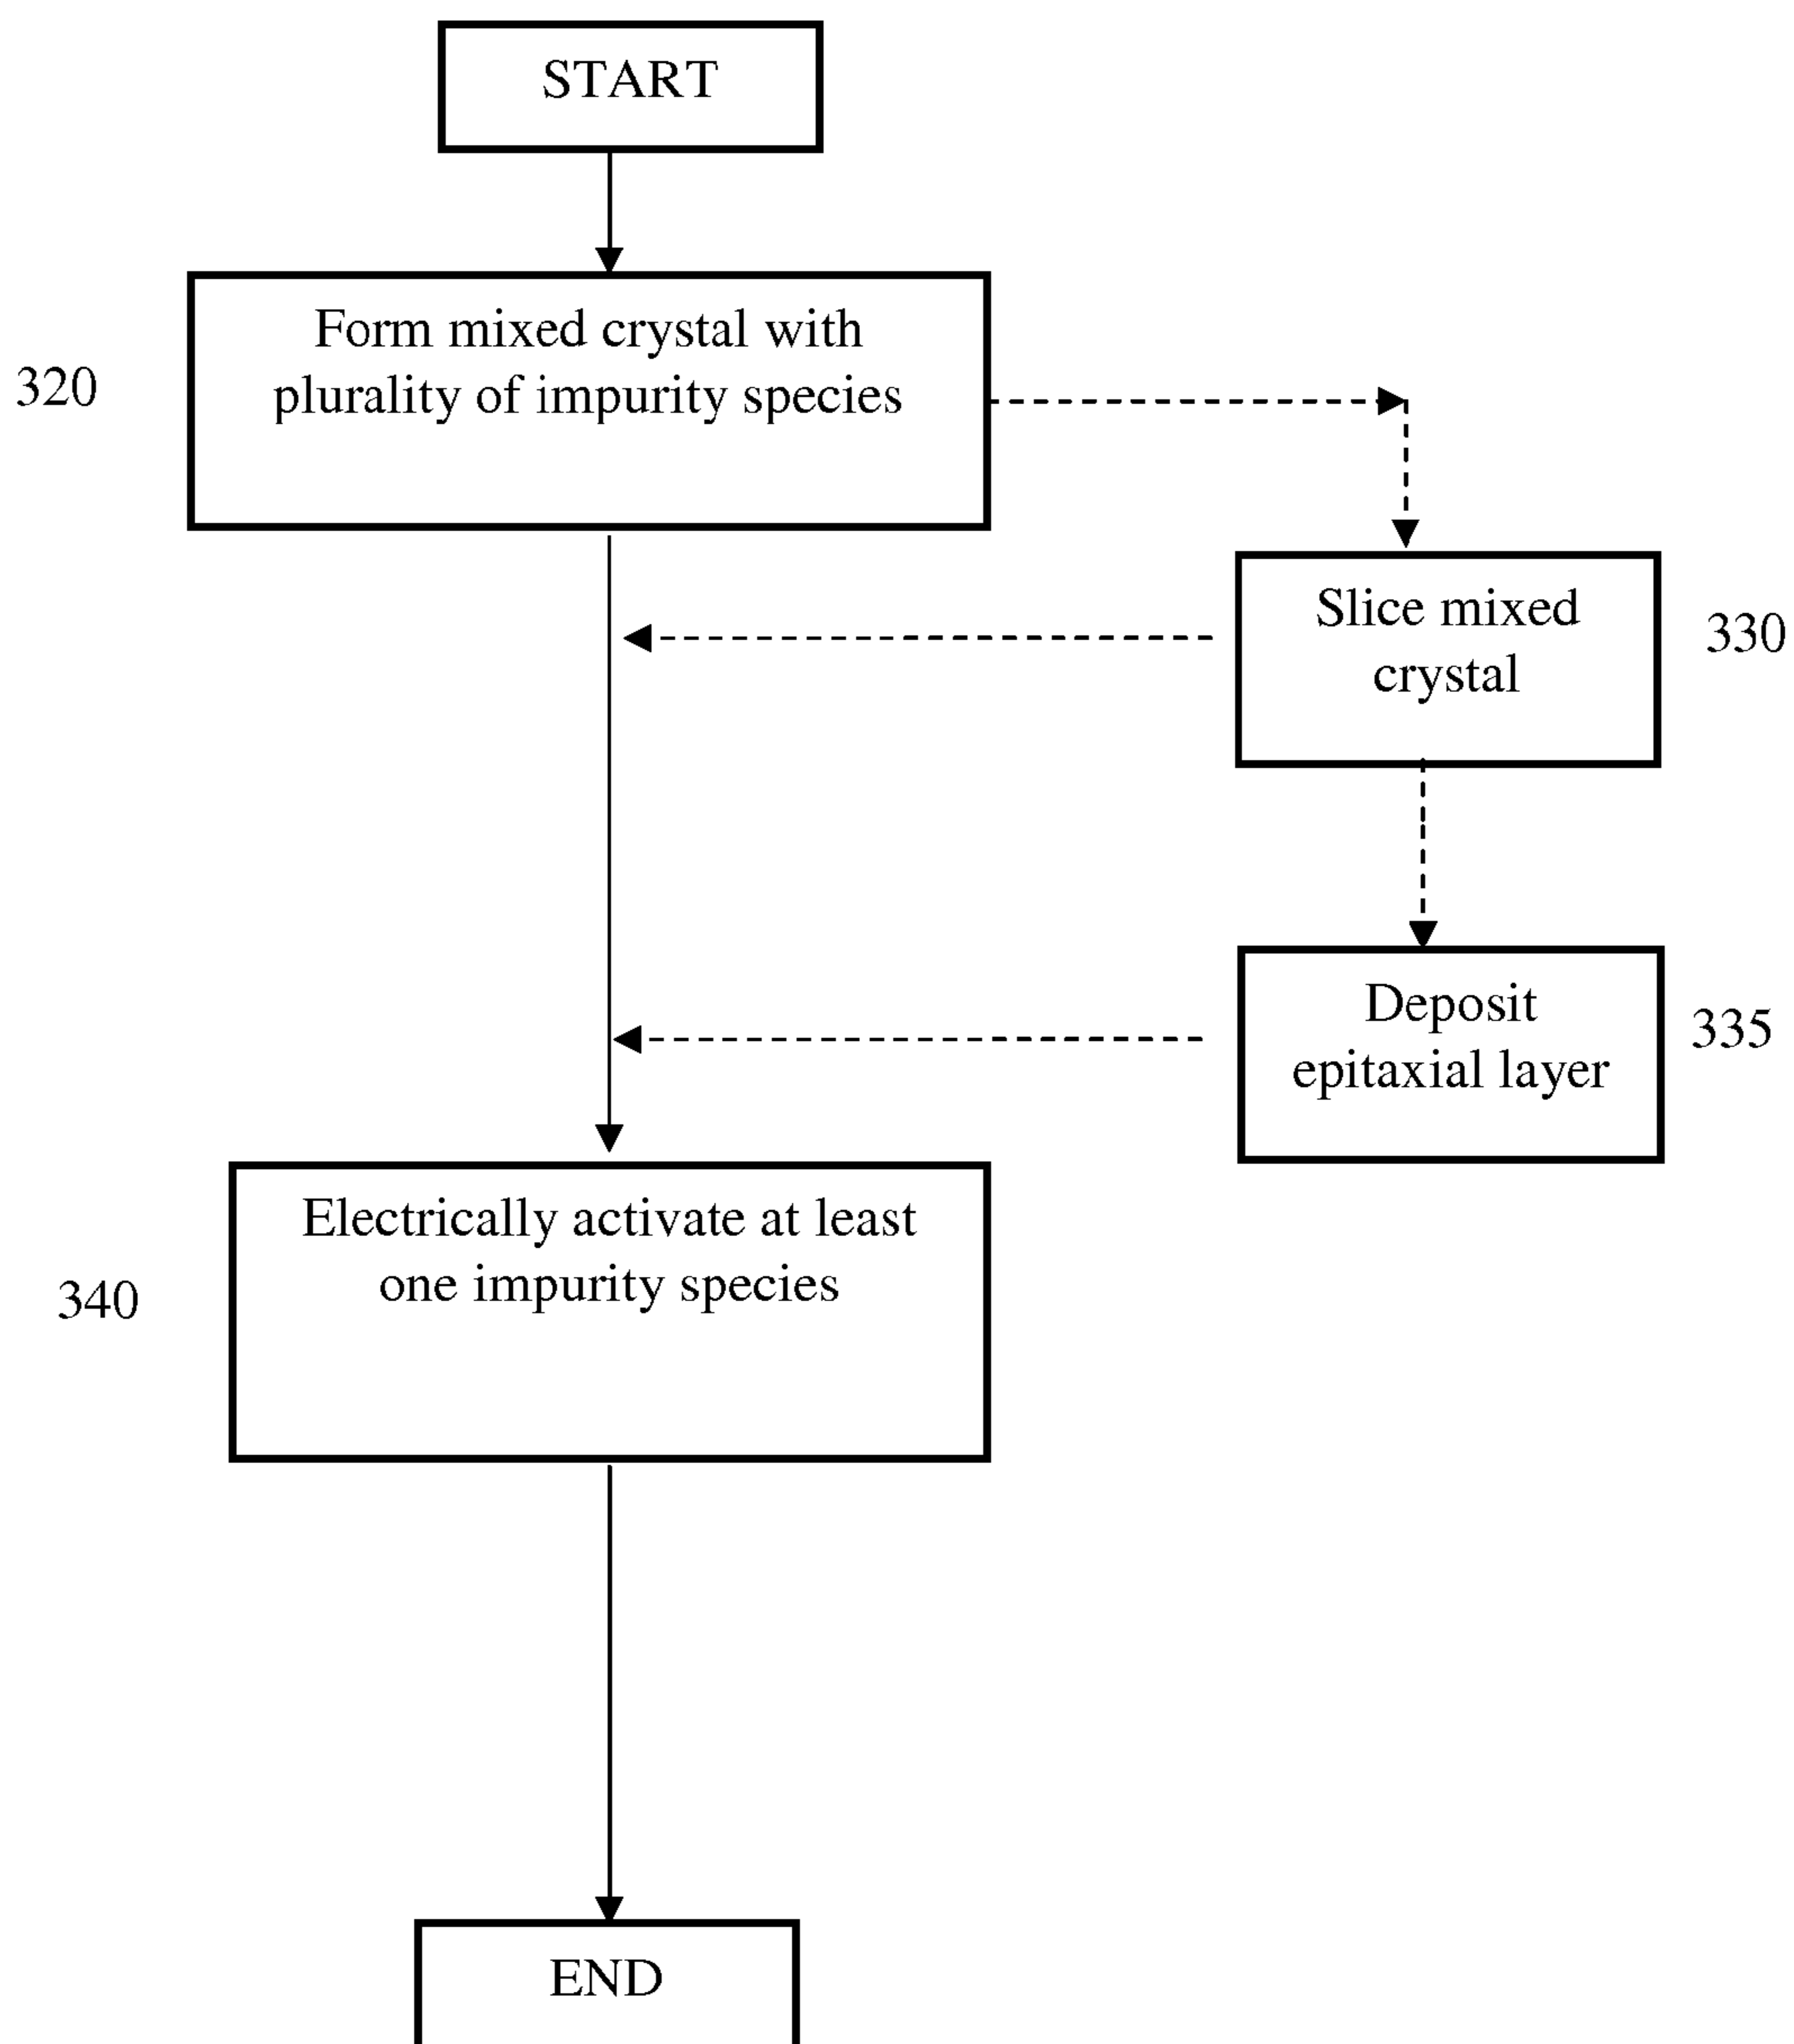 START
320
Form mixed crystal with
plurality of impurity species
Slice mixed
crystal
330
Deposit
epitaxial layer
335
340
Electrically activate at least
one impurity species
END